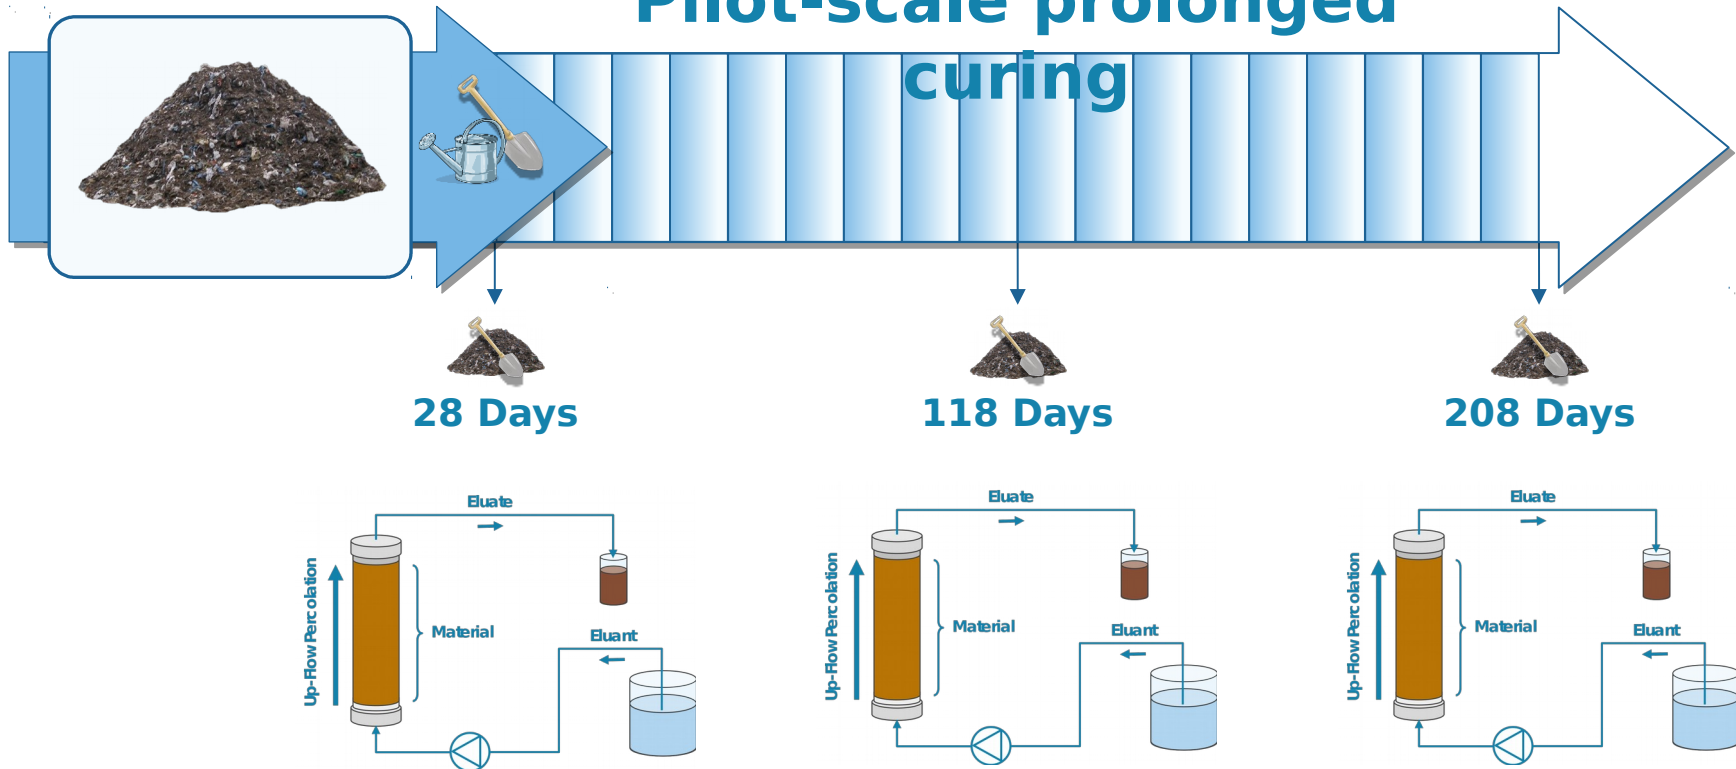 Pilot-scale prolonged
curing
28 Days
118 Days
208 Days
Eluate
Up-Flow Percolation
Material
Eluant
Eluate
Up-Flow Percolation
Material
Eluant
Eluate
Up-Flow Percolation
Material
Eluant